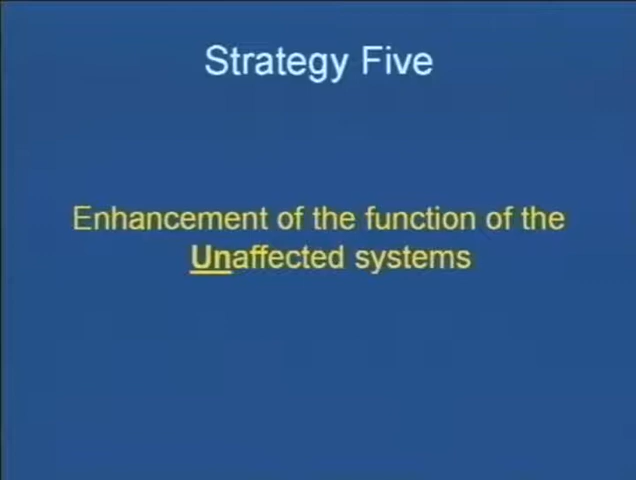 Strategy Five
Enhancement of the function of the
Unaffected systems